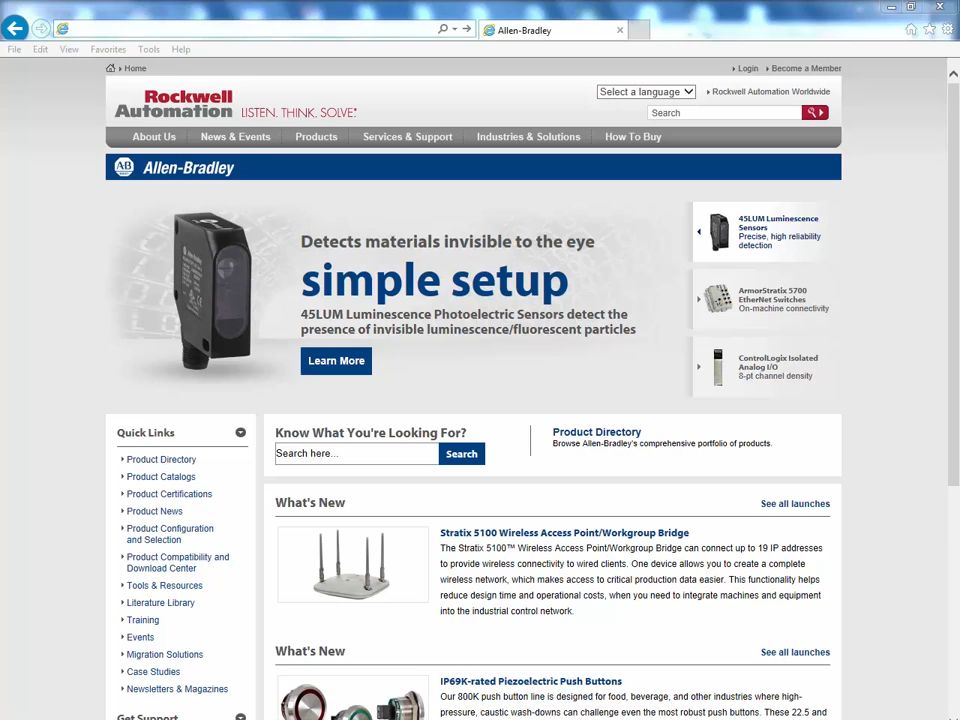 Allen-Bradley
File Edit View Favorites Tools Help
Home
Login Become a Member
Rockwell
Automation LISTEN. THINK. SOLVE.
Select a language
Rockwell Automation Worldwide
Search
About Us News & Events Products Services & Support Industries & Solutions How To Buy
AB Allen-Bradley
Detects materials invisible to the eye
simple setup
45LUM Luminescence Photoelectric Sensors detect the
presence of invisible luminescence/fluorescent particles
Learn More
45LUM Luminescence
Sensors
Precise, high reliability
detection
ArmorStratix 5700
EtherNet Switches
On-machine connectivity
ControlLogix Isolated
Analog I/O
8-pt channel density
Quick Links
Product Directory
Product Catalogs
Product Certifications
Product News
Product Configuration
and Selection
Product Compatibility and
Download Center
Tools & Resources
Literature Library
Training
Events
Migration Solutions
Case Studies
Newsletters & Magazines
Get Support
Know What You're Looking For?
Search here...
Search
Product Directory
Browse Allen-Bradley's comprehensive portfolio of products.
What's New
See all launches
Stratix 5100 Wireless Access Point/Workgroup Bridge
The Stratix 5100™ Wireless Access Point/Workgroup Bridge can connect up to 19 IP addresses
to provide wireless connectivity to wired clients. One device allows you to create a complete
wireless network, which makes access to critical production data easier. This functionality helps
reduce design time and operational costs, when you need to integrate machines and equipment
into the industrial control network.
What's New
See all launches
IP69K-rated Piezoelectric Push Buttons
Our 800K push button line is designed for food, beverage, and other industries where high-
pressure, caustic wash-downs can challenge even the most robust push buttons. These 22.5 and